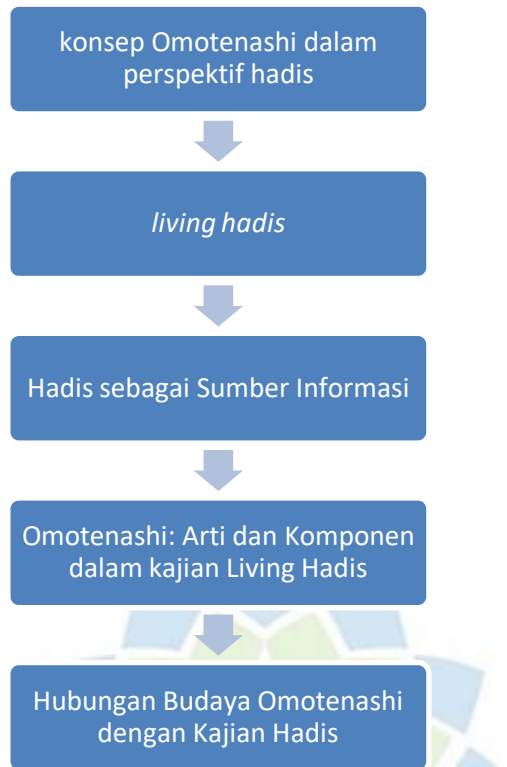 konsep Omotenashi dalam
perspektif hadis
living hadis
Hadis sebagai Sumber Informasi
Omotenashi: Arti dan Komponen
dalam kajian Living Hadis
Hubungan Budaya Omotenashi
dengan Kajian Hadis